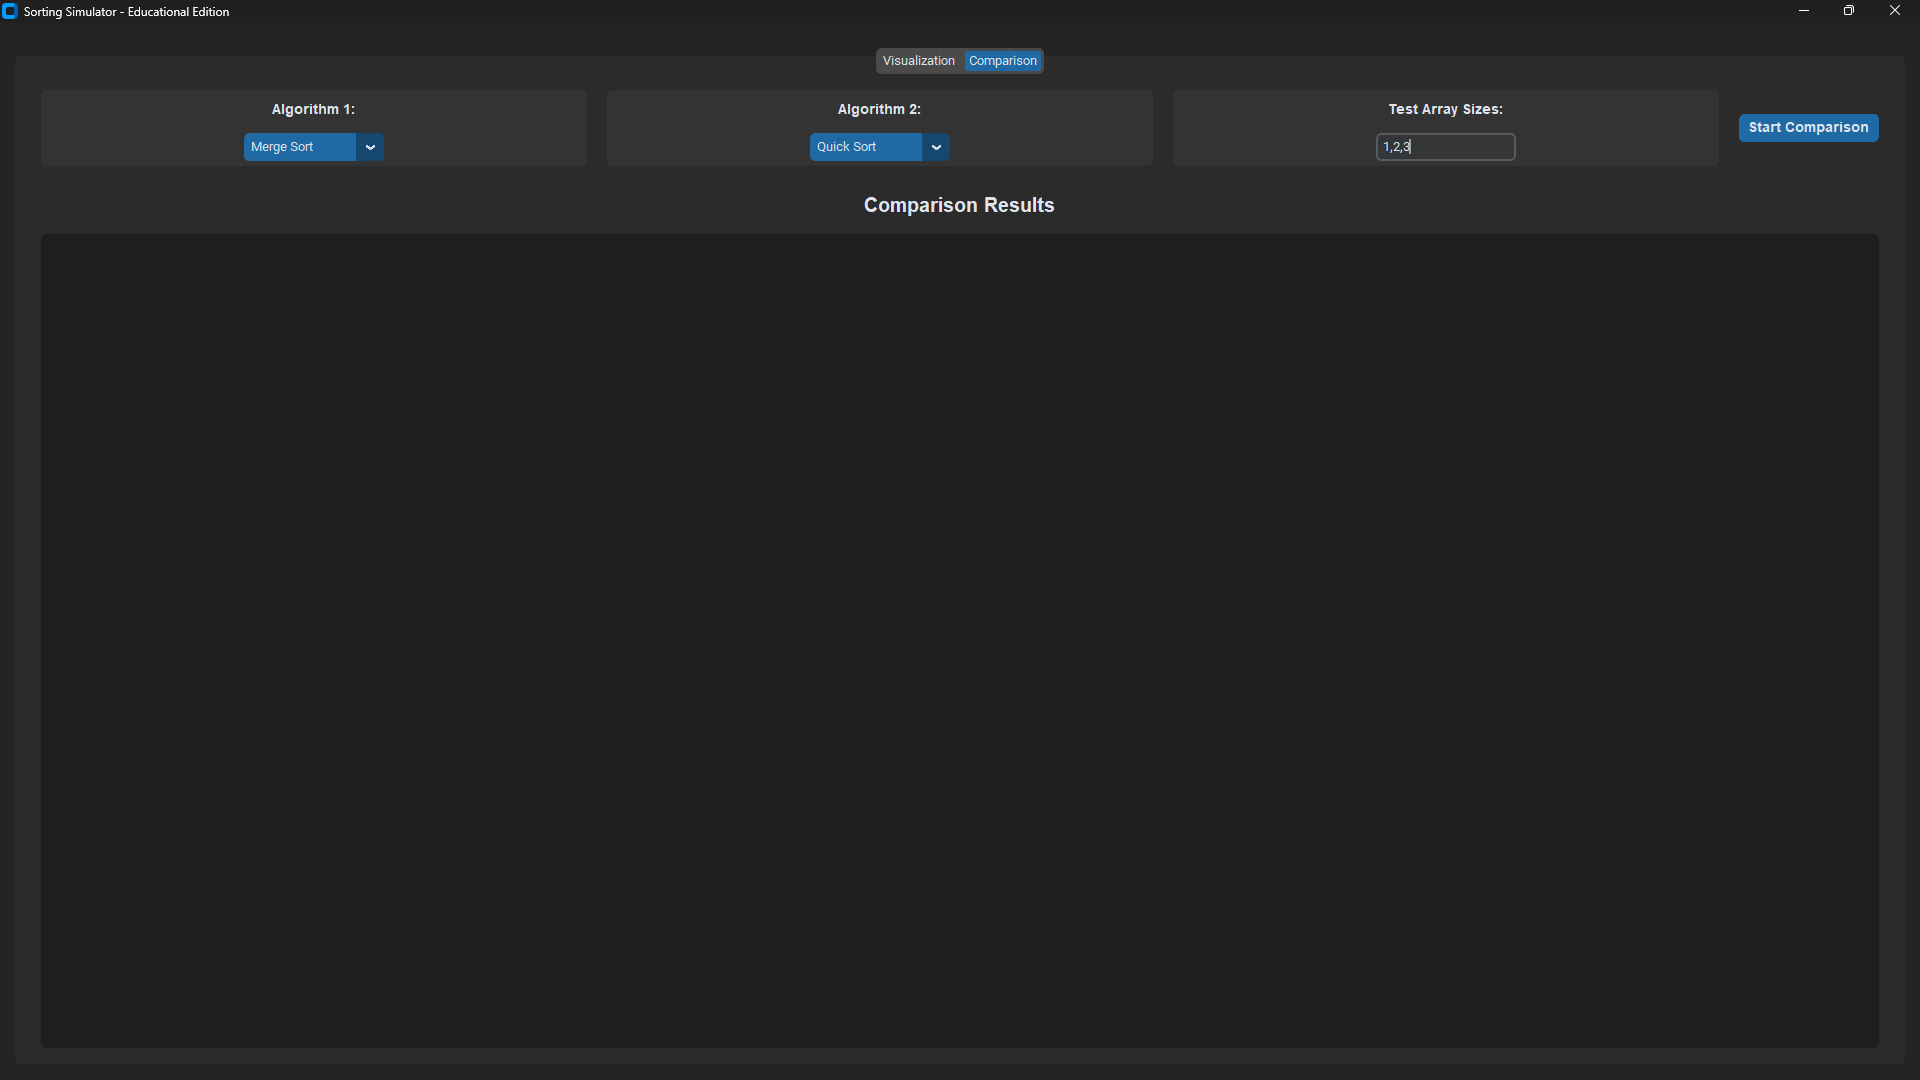 Sorting Simulator - Educational Edition
Visualization Comparison
Algorithm 1:
Merge Sort
Algorithm 2:
Quick Sort
Test Array Sizes:
1,2,3
Start Comparison
Comparison Results